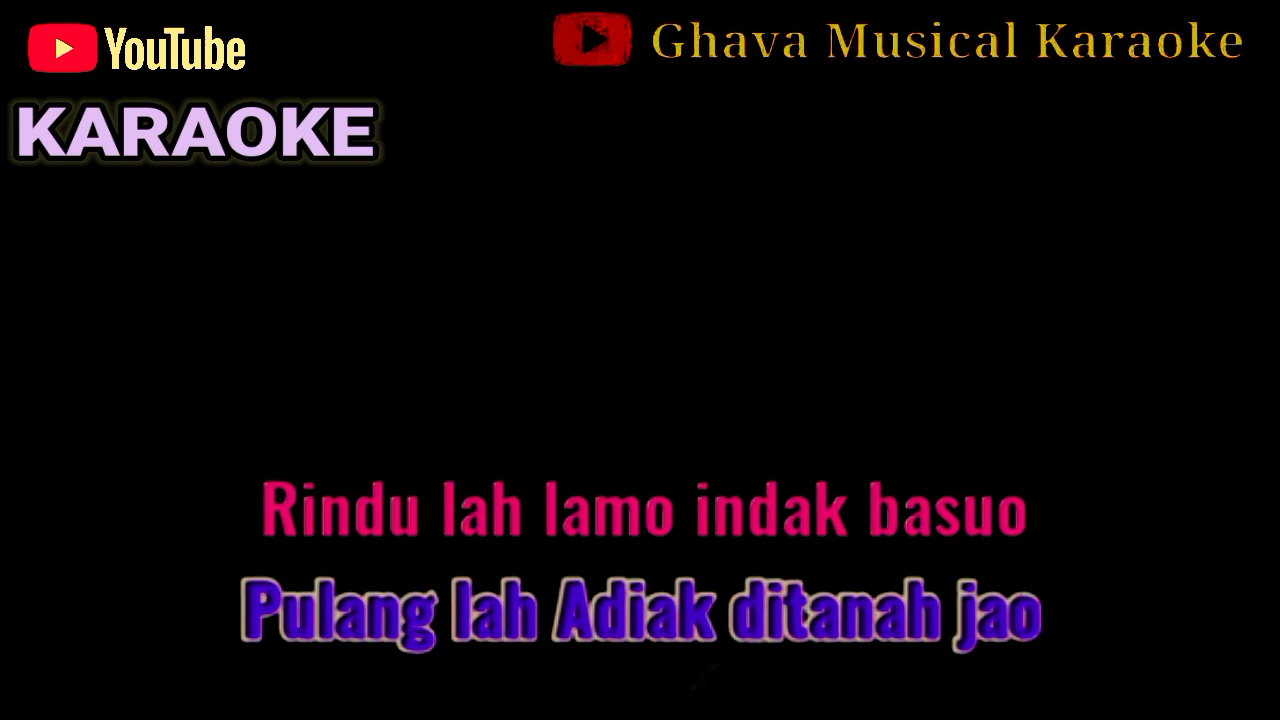 YouTube
Ghava Musical Karaoke
KARAOKE
Rindu lah lamo indak basuo
Pulang lah Adiak ditanah jao